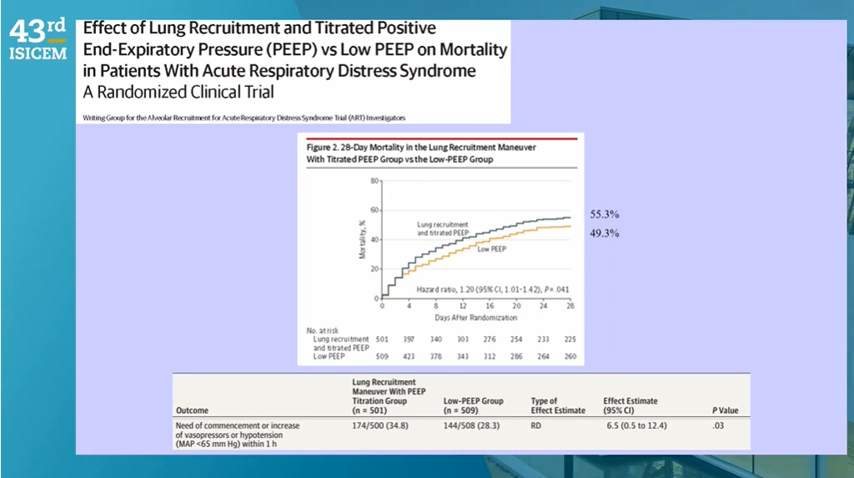 43rd
ISICEM
Effect of Lung Recruitment and Titrated Positive
End-Expiratory Pressure (PEEP) vs Low PEEP on Mortality
in Patients With Acute Respiratory Distress Syndrome
A Randomized Clinical Trial
Writing Group for the Alveolar Recruitment for Acute Respiratory Distress Syndrome Trial (ART) Investigators
Figure 2. 28-Day Mortality in the Lung Recruitment Maneuver
With Titrated PEEP Group vs the Low-PEEP Group
80
60
40
20
0
Mortality, %
Lung recruitment
and titrated PEEP
Low PEEP
55.3%
49.3%
Hazard ratio, 1.20 (95% CI, 1.01-1.42); P=.041
0 4 8 12 16 20 24 28
Days After Randomization
No. at risk
Lung recruitment 501 397 340 303 276 254 233 225
and titrated PEEP
Low PEEP 509 423 378 343 312 286 264 260
Lung Recruitment
Maneuver With PEEP
Titration Group
(n = 501)
Low-PEEP Group
(n = 509)
Type of
Effect Estimate
Effect Estimate
(95% CI)
Outcome
P Value
Need of commencement or increase 174/500 (34.8) 144/508 (28.3) RD 6.5 (0.5 to 12.4) .03
of vasopressors or hypotension
(MAP <65 mm Hg) within 1 h